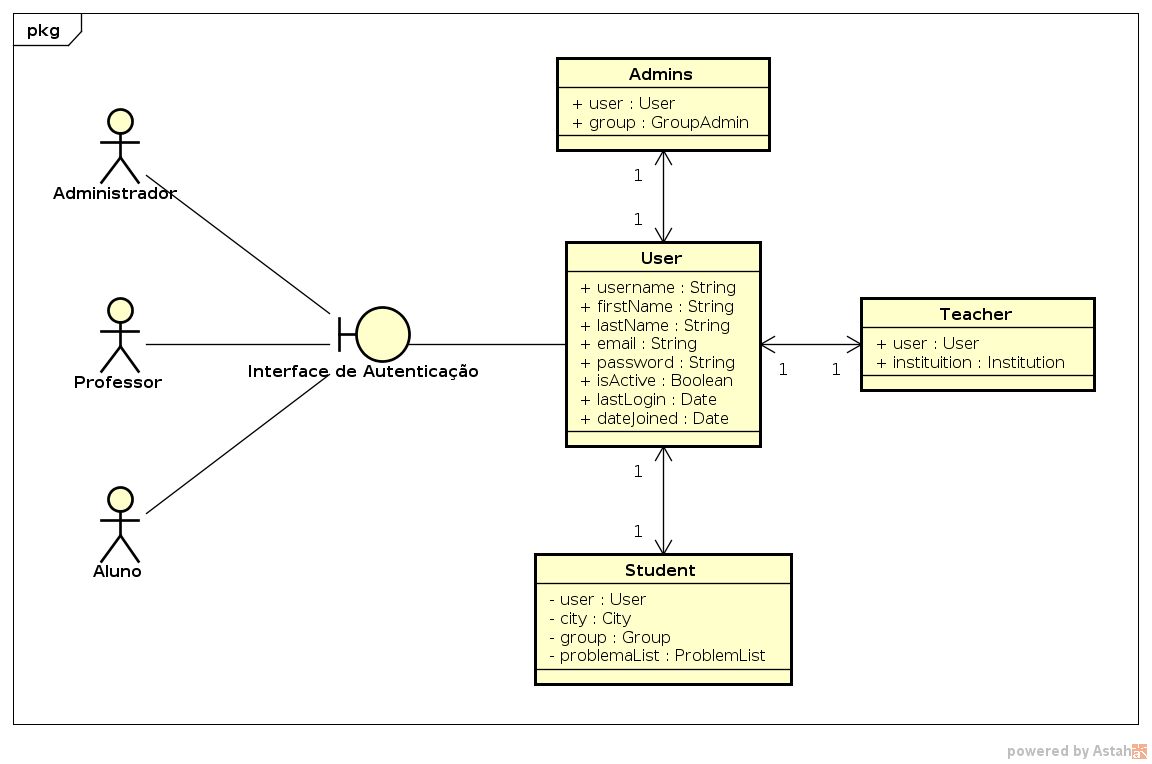 pkg
Administrador
Professor
Aluno
Interface de Autenticação
Admins
+ user : User
+ group : GroupAdmin
1
1
User
+ username : String
+ firstName : String
+ lastName : String
+ email : String
+ password : String
+ isActive : Boolean
+ lastLogin : Date
+ dateJoined : Date
1
1
Teacher
+ user : User
+ instituition : Institution
1
1
Student
- user : User
- city : City
- group : Group
- problemaList : ProblemList
powered by Astah